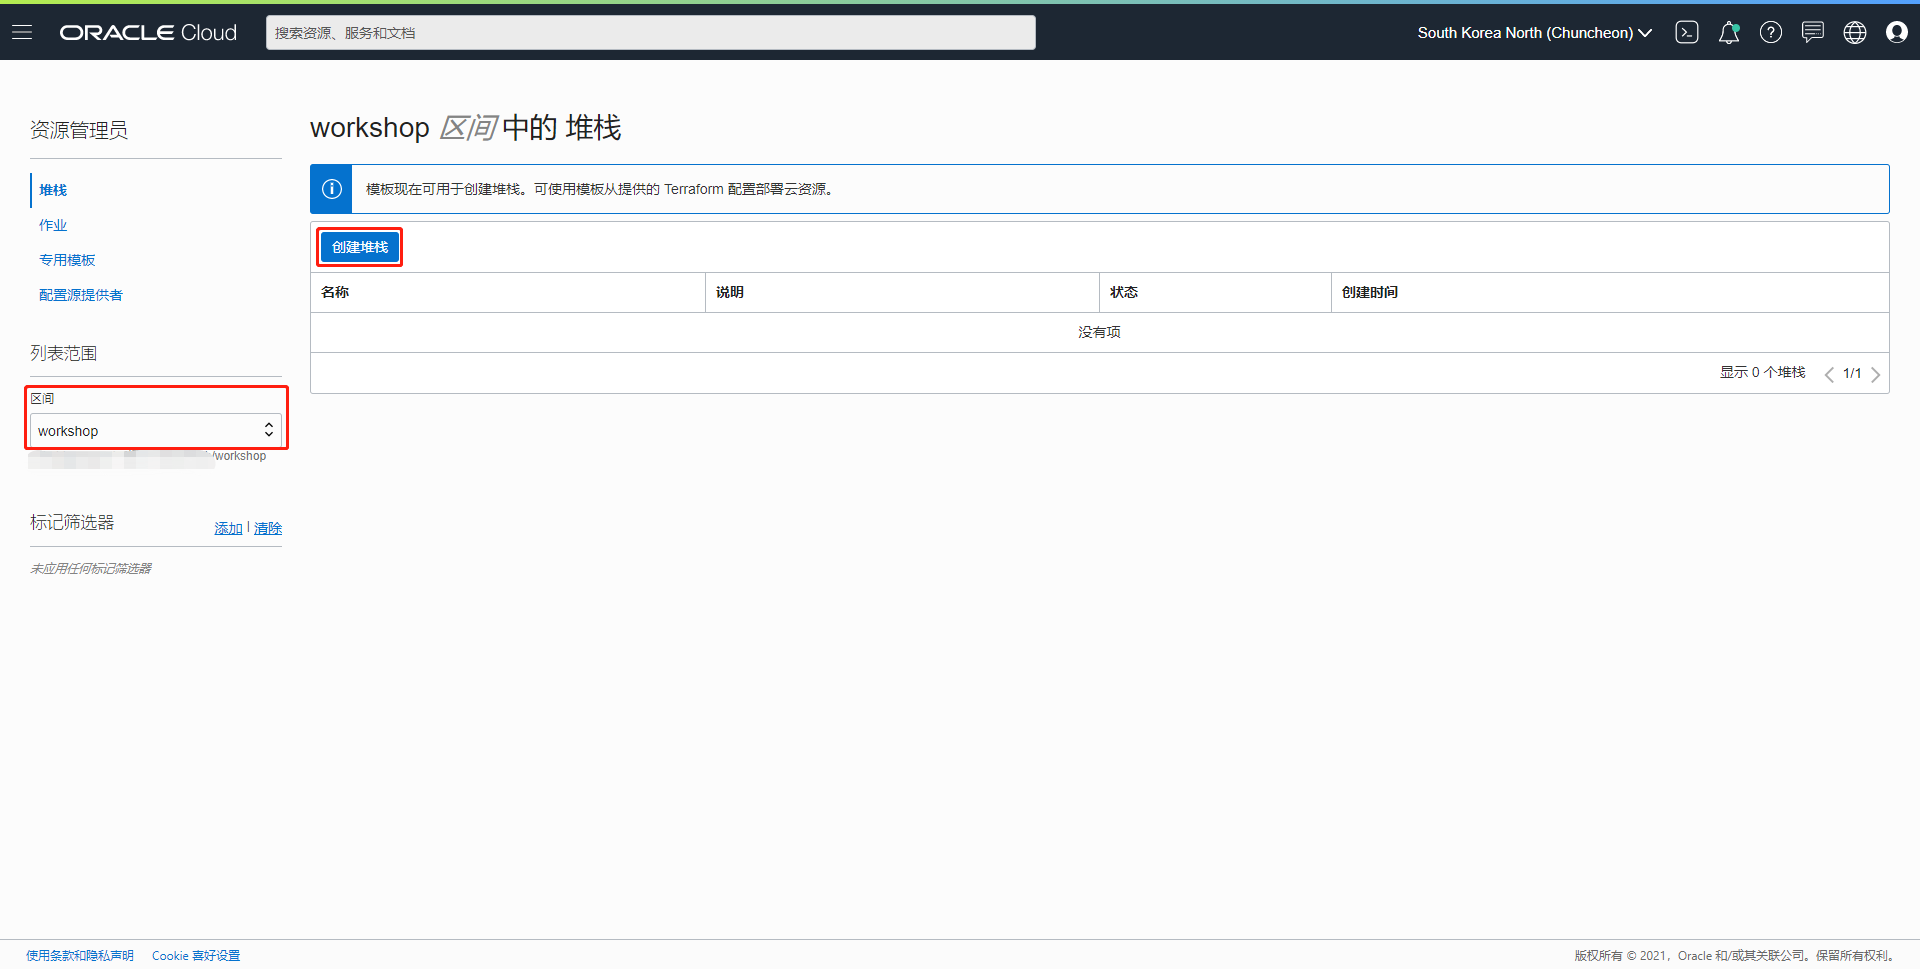 ORACLE Cloud
搜索资源、服务和文档
South Korea North (Chuncheon)
资源管理员
堆栈
作业
专用模板
配置源提供者
列表范围
区间
workshop
/workshop
标记筛选器
添加 | 清除
未应用任何标记筛选器
workshop 区间 中的 堆栈
模板现在可用于创建堆栈。可使用模板从提供的 Terraform 配置部署云资源。
创建堆栈
名称 说明 状态 创建时间
没有项
显示 0 个堆栈 1/1
使用条款和隐私声明 Cookie 喜好设置
版权所有 © 2021，Oracle 和/或其关联公司。保留所有权利。